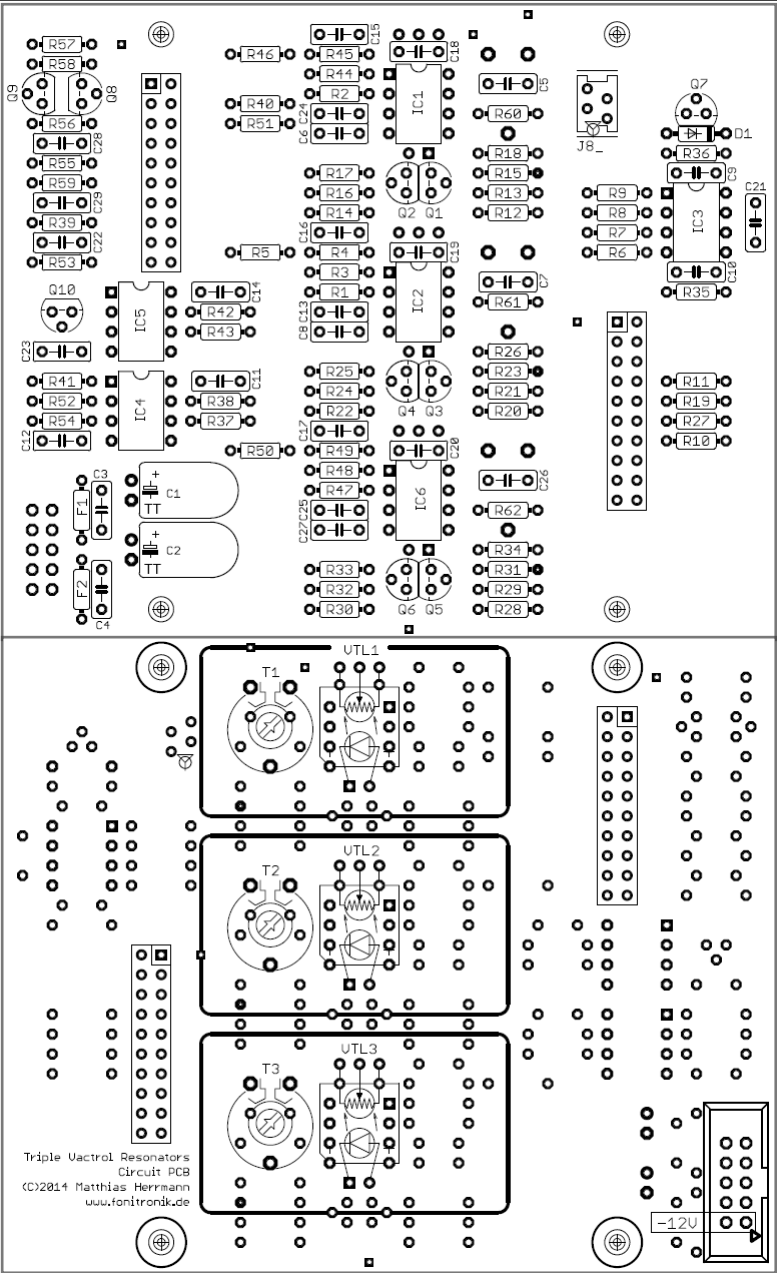 R57 R46 R45 C15
R58 R44 C18
Q9 Q8 R2 IC1 C5 Q7
R40 C24 R60
R56 R51 C6 J8_ D1
C28 R18 R36
R55 R17 R15 C9
R59 R16 R13 R9 C21
C29 R14 Q2 Q1 R12 R8 IC3
R39 C16 R7
C22 R5 R4 C19 R6
R53 R3 C7 C10
Q10 C14 R1 IC2 R61 R35
IC5 R42 C13
R43 C8
C23 R26
R41 C11 R25 R23 R11
R52 IC4 R38 R24 R21 R19
R54 R37 R22 Q4 Q3 R20 R27
C12 C17 R10
R50 R49 C20
C3 + R48 C26
F1 C1 R47 IC6
TT C25 R62
+ C27
C2 R34
F2 TT R33 R31
R32 R29
C4 R30 Q6 Q5 R28
VTL1
T1
VTL2
T2
VTL3
T3
Triple Vactrol Resonators
Circuit PCB
(C)2014 Matthias Herrmann
www.fonitronik.de
-12V